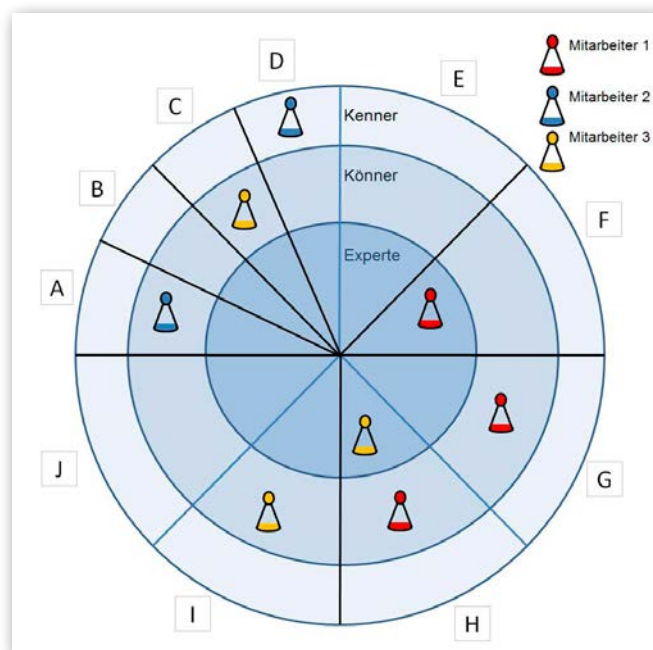 Mitarbeiter 1
Mitarbeiter 2
Mitarbeiter 3
D
E
C
Kenner
B
Könner
F
Experte
A
J
G
I
H